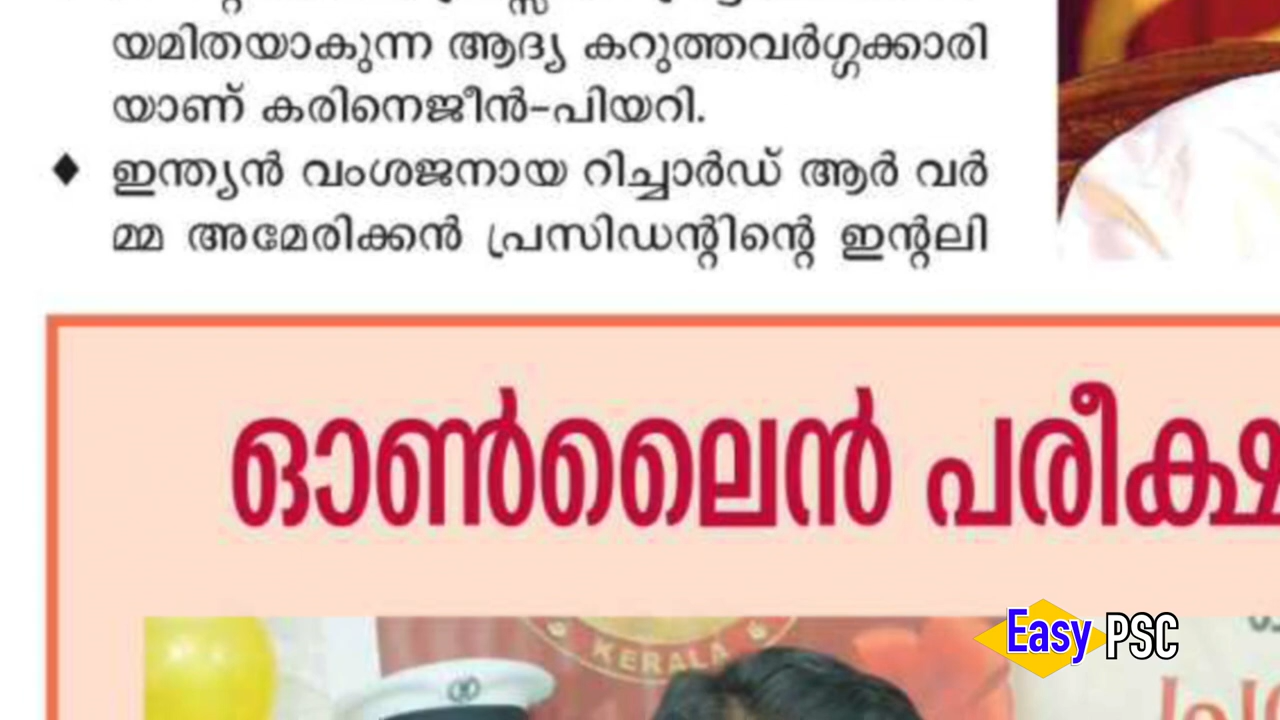 യമിതയാകുന്ന ആദ്യ കറുത്തവർഗ്ഗക്കാരി
യാണ് കരിനെജീൻ-പിയറി.
♦ ഇന്ത്യൻ വംശജനായ റിച്ചാർഡ് ആർ വർ
മ്മ അമേരിക്കൻ പ്രസിഡന്റിന്റെ ഇന്റലി
ഓൺലൈൻ പരീക്ഷ
KERALA
Easy PSC